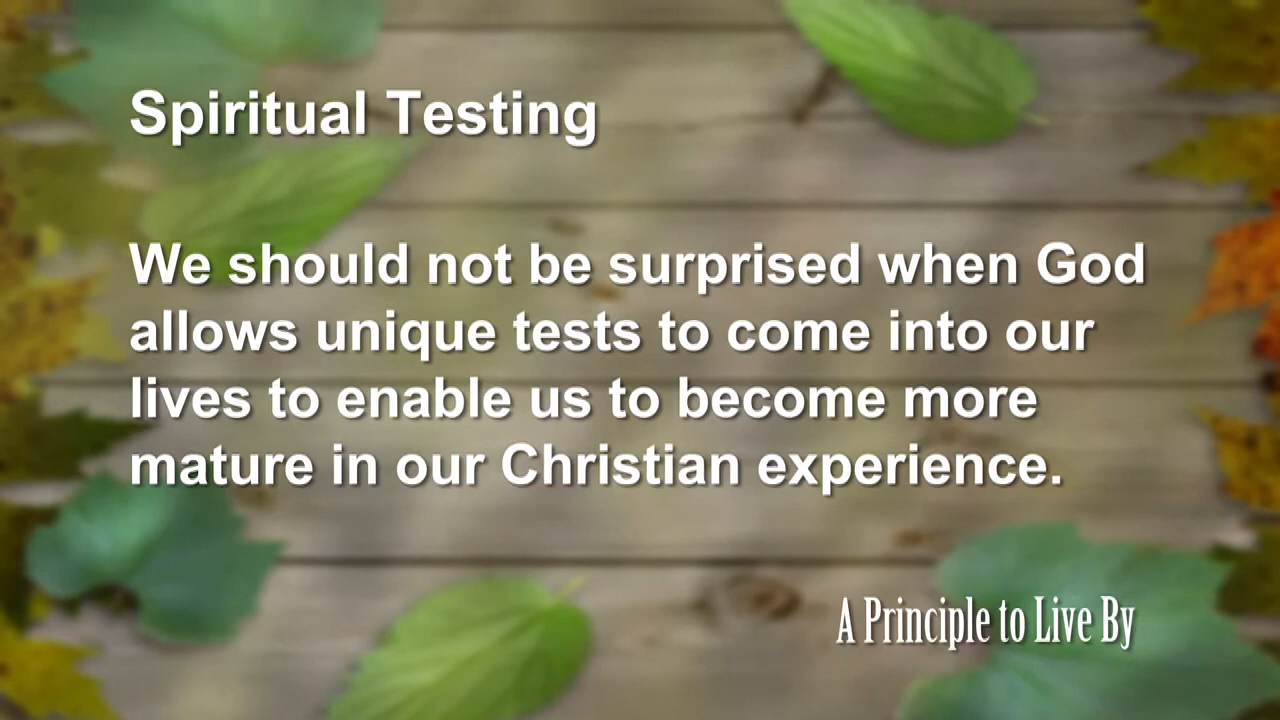 Spiritual Testing
We should not be surprised when God
allows unique tests to come into our
lives to enable us to become more
mature in our Christian experience.
A Principle to Live By